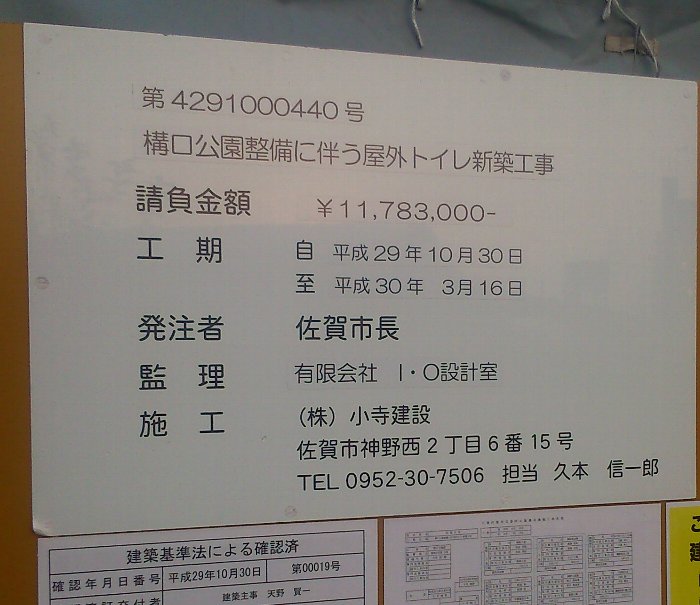 第4291000440号
構口公園整備に伴う屋外トイレ新築工事
請負金額　￥11,783,000-
工　期　自　平成29年10月30日
至　平成30年　3月16日
発注者　佐賀市長
監　理　有限会社　I・O設計室
施　工　（株）小寺建設
佐賀市神野西2丁目6番15号
TEL 0952-30-7506　担当　久本　信一郎
建築基準法による確認済
確認年月日番号　平成29年10月30日　第00019号
建築主事　天野　賢一